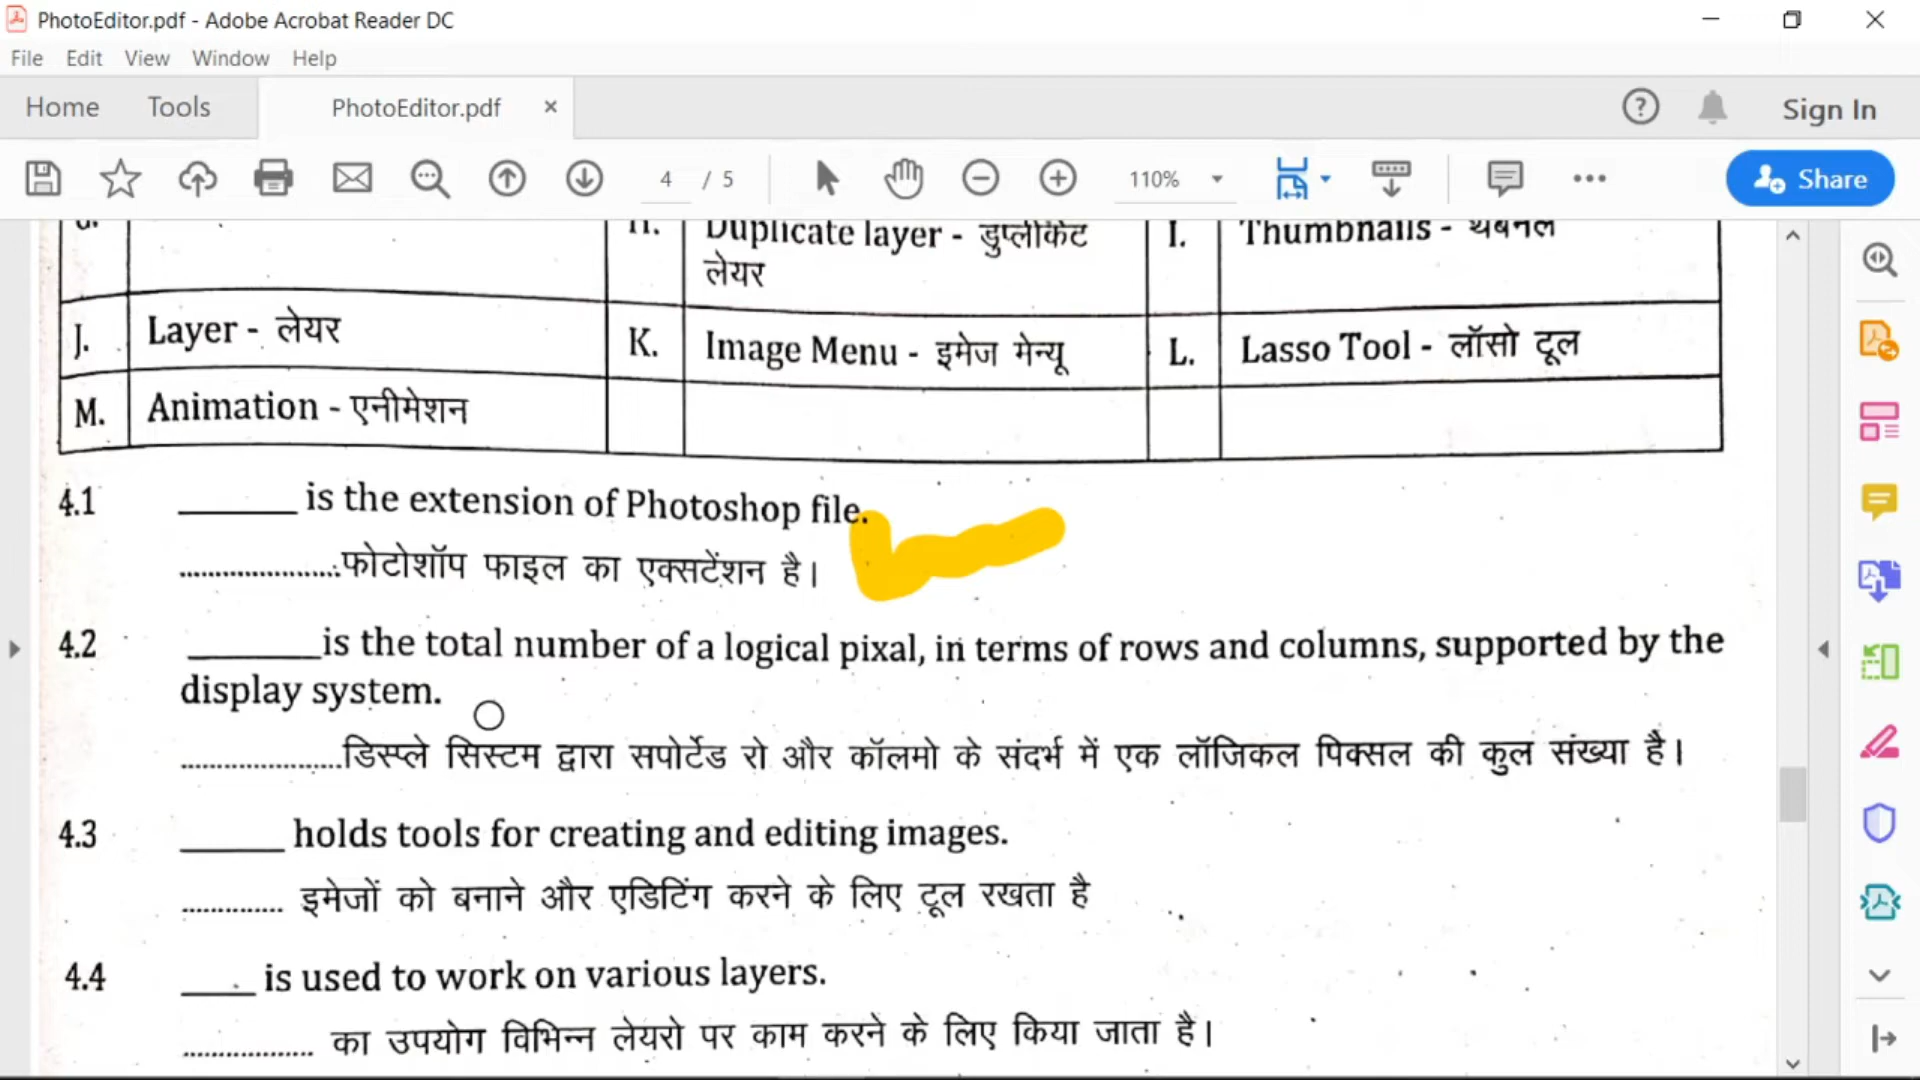 PhotoEditor.pdf - Adobe Acrobat Reader DC
File Edit View Window Help
Home Tools PhotoEditor.pdf × Sign In
4 / 5 110% Share
H. Duplicate layer - डुप्लीकेट I. Thumbnails - थंबनेल
लेयर
J. Layer - लेयर K. Image Menu - इमेज मेन्यू L. Lasso Tool - लॉसो टूल
M. Animation - एनीमेशन
4.1 ______ is the extension of Photoshop file.
......................फोटोशॉप फाइल का एक्सटेंशन है।
4.2 ______is the total number of a logical pixal, in terms of rows and columns, supported by the
display system.
......................डिस्प्ले सिस्टम द्वारा सपोर्टेड रो और कॉलमो के संदर्भ में एक लॉजिकल पिक्सल की कुल संख्या है।
4.3 _____ holds tools for creating and editing images.
.............. इमेजों को बनाने और एडिटिंग करने के लिए टूल रखता है
4.4 ____ is used to work on various layers.
.................. का उपयोग विभिन्न लेयरो पर काम करने के लिए किया जाता है।